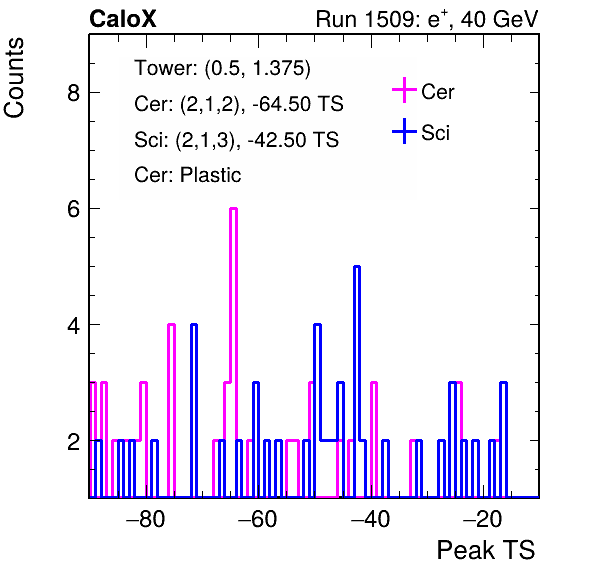 CaloX Run 1509: e⁺, 40 GeV
Counts
Tower: (0.5, 1.375)
Cer: (2,1,2), -64.50 TS
Sci: (2,1,3), -42.50 TS
Cer: Plastic
Cer
Sci
8
6
4
2
−80 −60 −40 −20
Peak TS